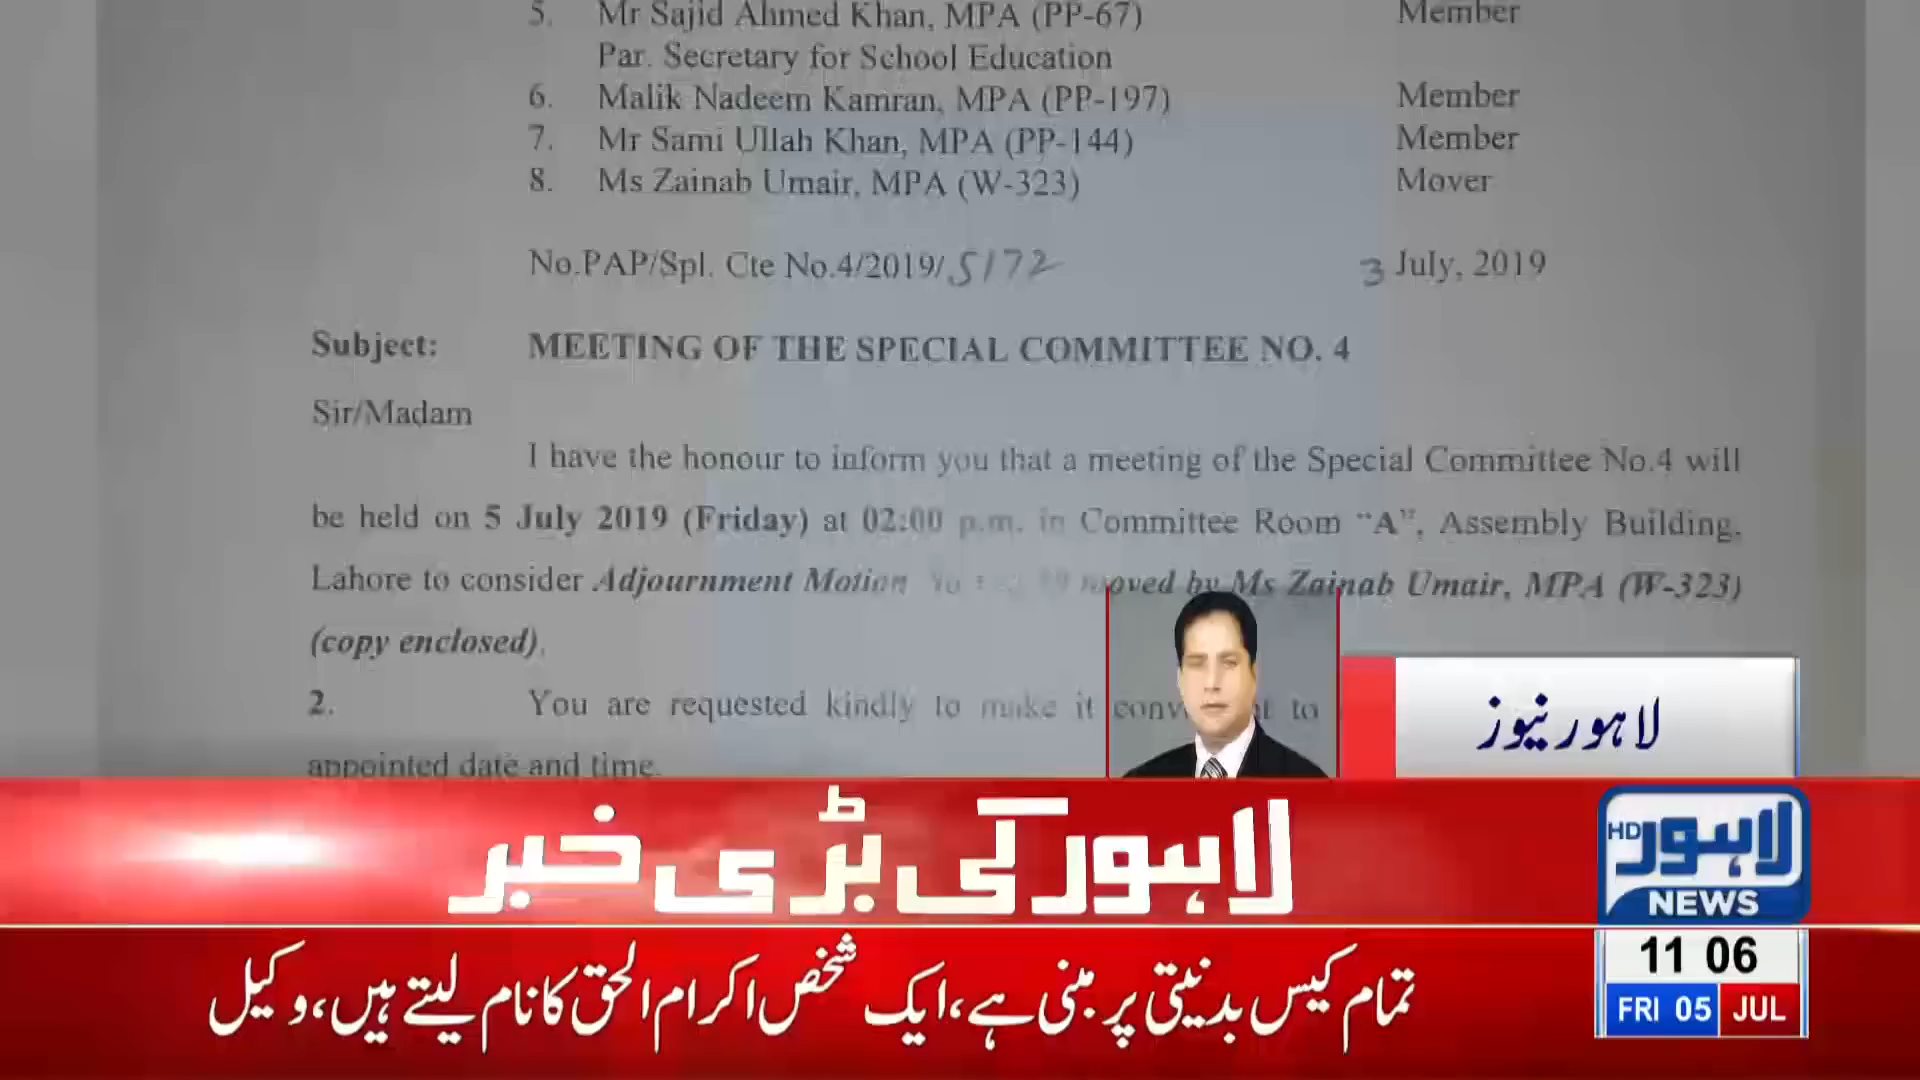 5. Mr Sajid Ahmed Khan, MPA (PP-67) Member
Par. Secretary for School Education
6. Malik Nadeem Kamran, MPA (PP-197) Member
7. Mr Sami Ullah Khan, MPA (PP-144) Member
8. Ms Zainab Umair, MPA (W-323) Mover
No.PAP/Spl. Cte No.4/2019/5172 3 July, 2019
Subject: MEETING OF THE SPECIAL COMMITTEE NO. 4
Sir/Madam
I have the honour to inform you that a meeting of the Special Committee No.4 will
be held on 5 July 2019 (Friday) at 02:00 p.m. in Committee Room "A", Assembly Building,
Lahore to consider Adjournment Motion moved by Ms Zainab Umair, MPA (W-323)
(copy enclosed).
2. You are requested kindly to make it to
appointed date and time.
لاہور نیوز
لاہور کی بڑی خبر
لاہور HD
NEWS
تمام کیس بدنیتی پر مبنی ہے، ایک شخص اکرام الحق کا نام لیتے ہیں، وکیل
11 06
FRI 05 JUL